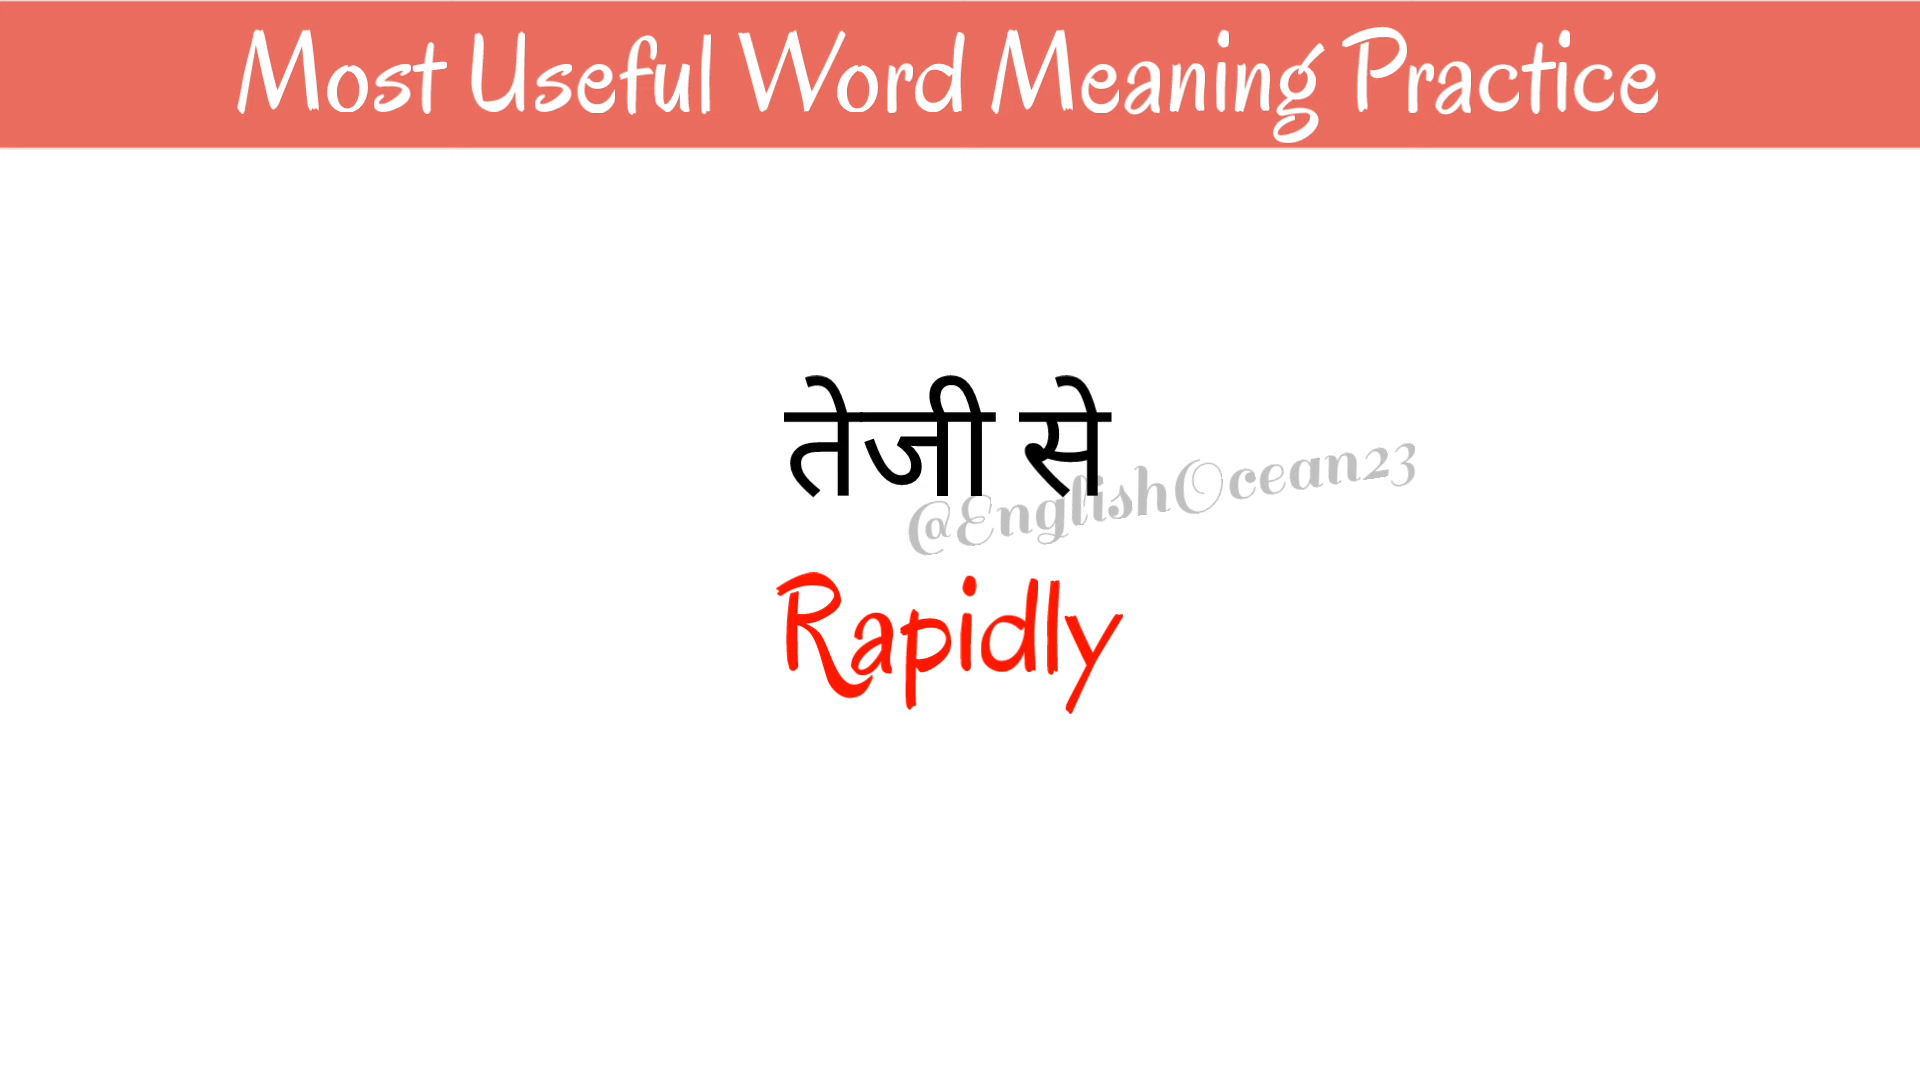 Most Useful Word Meaning Practice
तेजी से
@EnglishOcean23
Rapidly